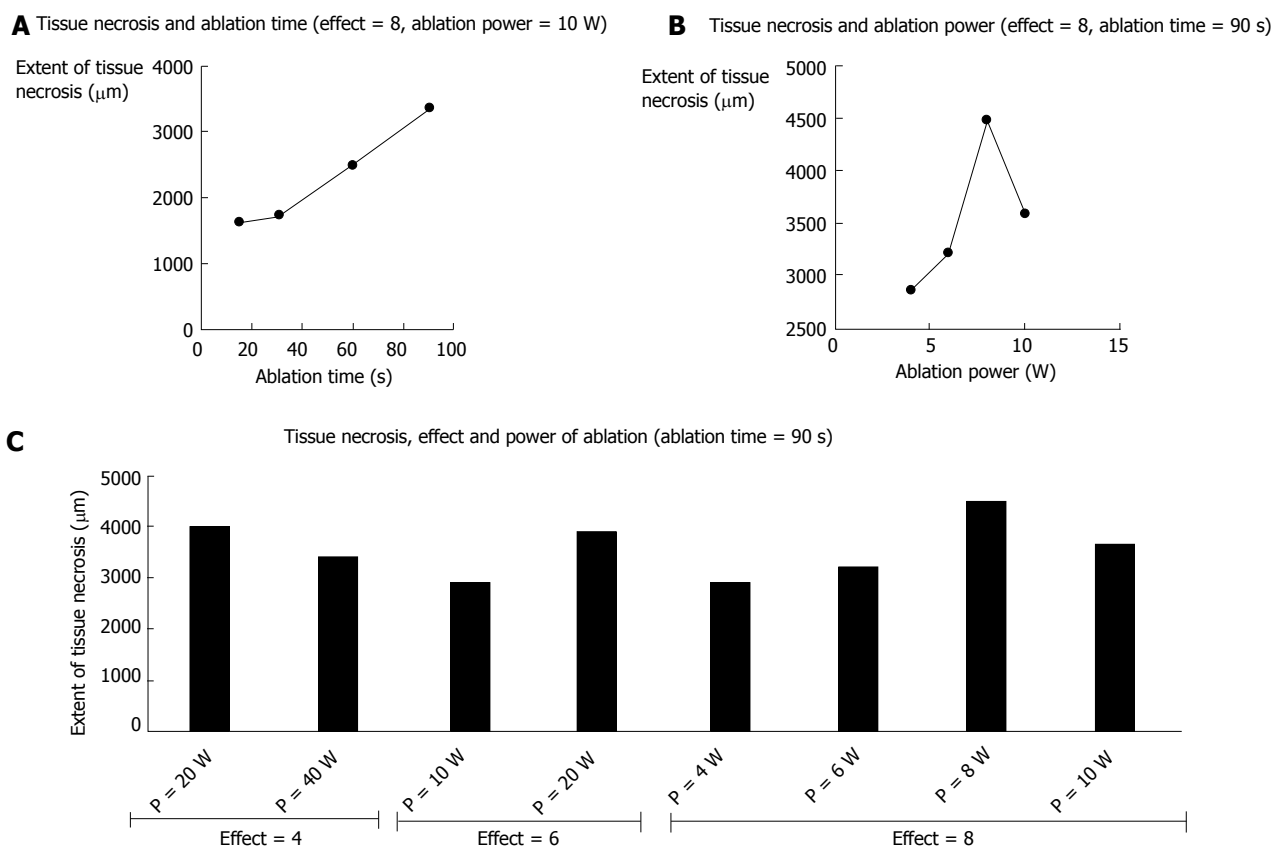 A Tissue necrosis and ablation time (effect = 8, ablation power = 10 W)
Extent of tissue
necrosis (μm)
4000
3000
2000
1000
0
0 20 40 60 80 100
Ablation time (s)
B Tissue necrosis and ablation power (effect = 8, ablation time = 90 s)
Extent of tissue
necrosis (μm)
5000
4500
4000
3500
3000
2500
0 5 10 15
Ablation power (W)
C Tissue necrosis, effect and power of ablation (ablation time = 90 s)
Extent of tissue necrosis (μm)
5000
4000
3000
2000
1000
0
P = 20 W P = 40 W P = 10 W P = 20 W P = 4 W P = 6 W P = 8 W P = 10 W
Effect = 4 Effect = 6 Effect = 8